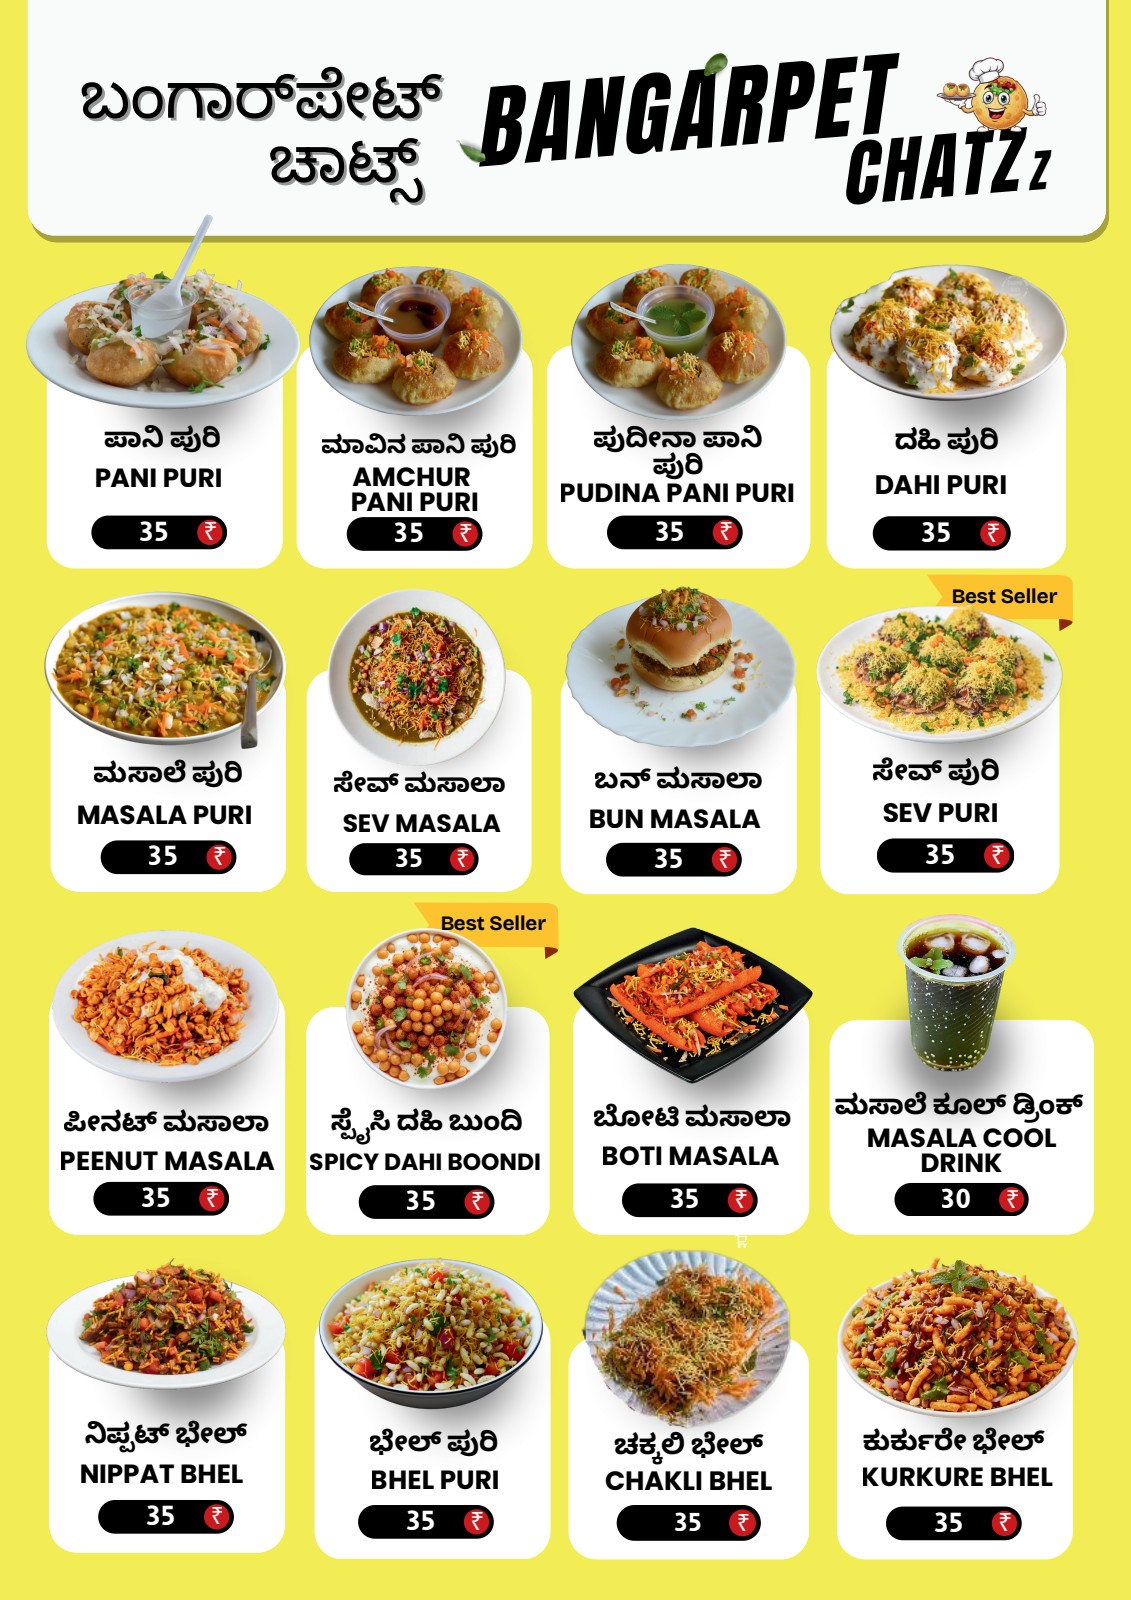 ಬಂಗಾರ್‌ಪೇಟ್
ಚಾಟ್ಸ್
BANGARPET
CHATZ z
ಪಾನಿ ಪುರಿ
PANI PURI
35 ₹
ಮಾವಿನ ಪಾನಿ ಪುರಿ
AMCHUR
PANI PURI
35 ₹
ಪುದೀನಾ ಪಾನಿ
ಪುರಿ
PUDINA PANI PURI
35 ₹
ದಹಿ ಪುರಿ
DAHI PURI
35 ₹
ಮಸಾಲೆ ಪುರಿ
MASALA PURI
35 ₹
ಸೇವ್ ಮಸಾಲಾ
SEV MASALA
35 ₹
ಬನ್ ಮಸಾಲಾ
BUN MASALA
35 ₹
Best Seller
ಸೇವ್ ಪುರಿ
SEV PURI
35 ₹
ಪೀನಟ್ ಮಸಾಲಾ
PEENUT MASALA
35 ₹
Best Seller
ಸ್ಪೈಸಿ ದಹಿ ಬುಂದಿ
SPICY DAHI BOONDI
35 ₹
ಬೋಟಿ ಮಸಾಲಾ
BOTI MASALA
35 ₹
ಮಸಾಲೆ ಕೂಲ್ ಡ್ರಿಂಕ್
MASALA COOL
DRINK
30 ₹
ನಿಪ್ಪಟ್ ಭೇಲ್
NIPPAT BHEL
35 ₹
ಭೇಲ್ ಪುರಿ
BHEL PURI
35 ₹
ಚಕ್ಕಲಿ ಭೇಲ್
CHAKLI BHEL
35 ₹
ಕುರ್ಕುರೇ ಭೇಲ್
KURKURE BHEL
35 ₹